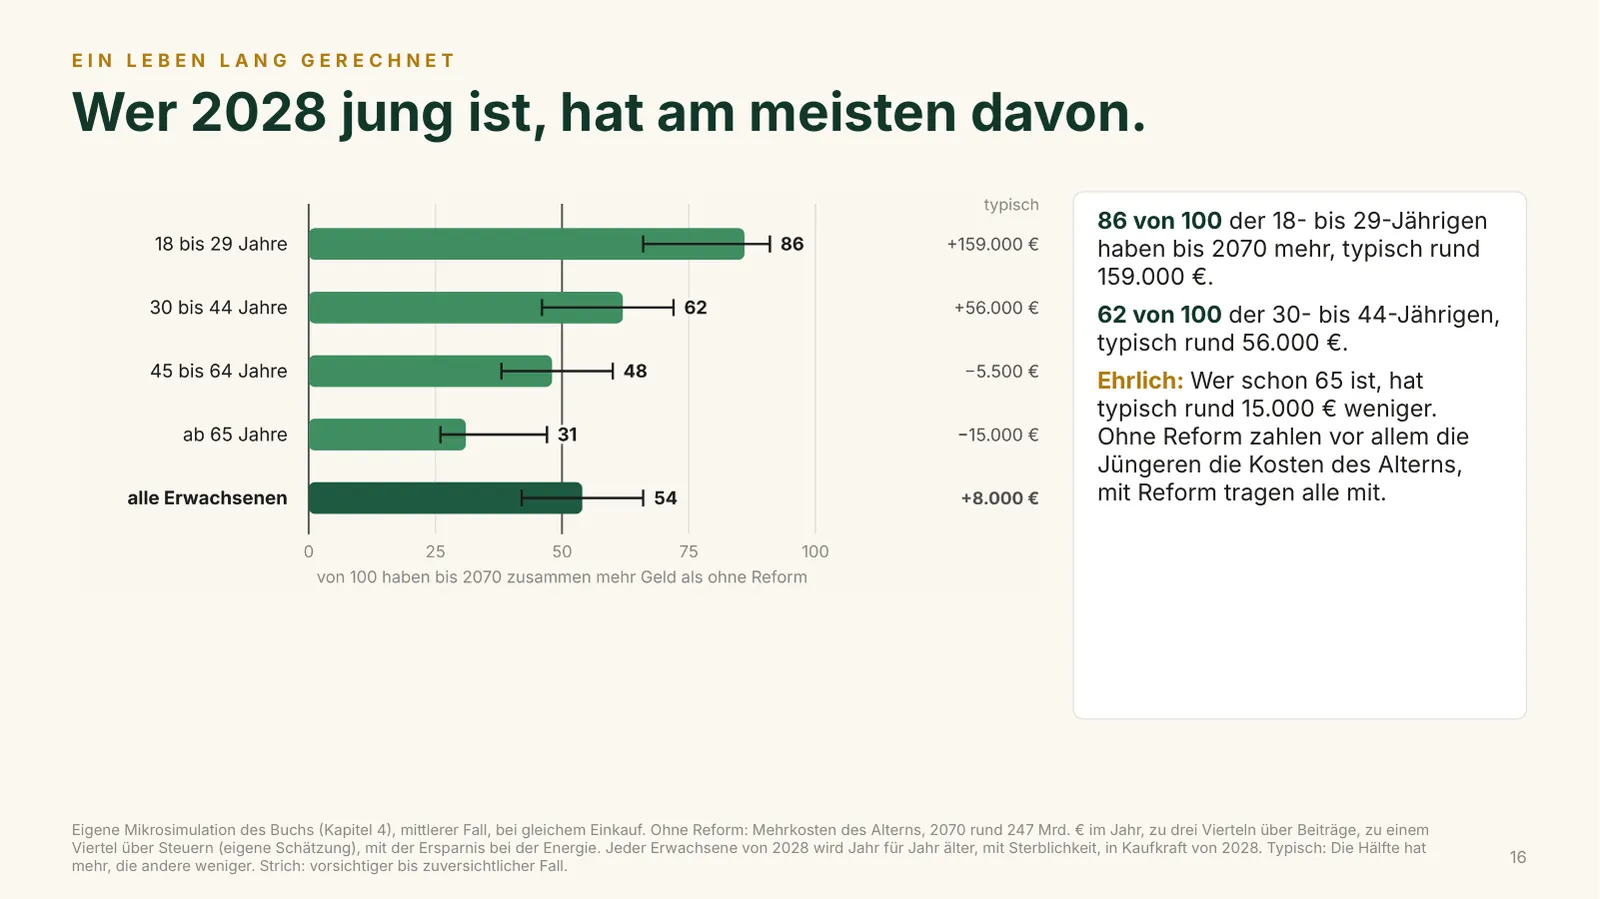 EIN LEBEN LANG GERECHNET
Wer 2028 jung ist, hat am meisten davon.
typisch
18 bis 29 Jahre 86 +159.000 €
30 bis 44 Jahre 62 +56.000 €
45 bis 64 Jahre 48 −5.500 €
ab 65 Jahre 31 −15.000 €
alle Erwachsenen 54 +8.000 €
0 25 50 75 100
von 100 haben bis 2070 zusammen mehr Geld als ohne Reform
86 von 100 der 18- bis 29-Jährigen
haben bis 2070 mehr, typisch rund
159.000 €.
62 von 100 der 30- bis 44-Jährigen,
typisch rund 56.000 €.
Ehrlich: Wer schon 65 ist, hat
typisch rund 15.000 € weniger.
Ohne Reform zahlen vor allem die
Jüngeren die Kosten des Alterns,
mit Reform tragen alle mit.
Eigene Mikrosimulation des Buchs (Kapitel 4), mittlerer Fall, bei gleichem Einkauf. Ohne Reform: Mehrkosten des Alterns, 2070 rund 247 Mrd. € im Jahr, zu drei Vierteln über Beiträge, zu einem
Viertel über Steuern (eigene Schätzung), mit der Ersparnis bei der Energie. Jeder Erwachsene von 2028 wird Jahr für Jahr älter, mit Sterblichkeit, in Kaufkraft von 2028. Typisch: Die Hälfte hat
mehr, die andere weniger. Strich: vorsichtiger bis zuversichtlicher Fall.
16